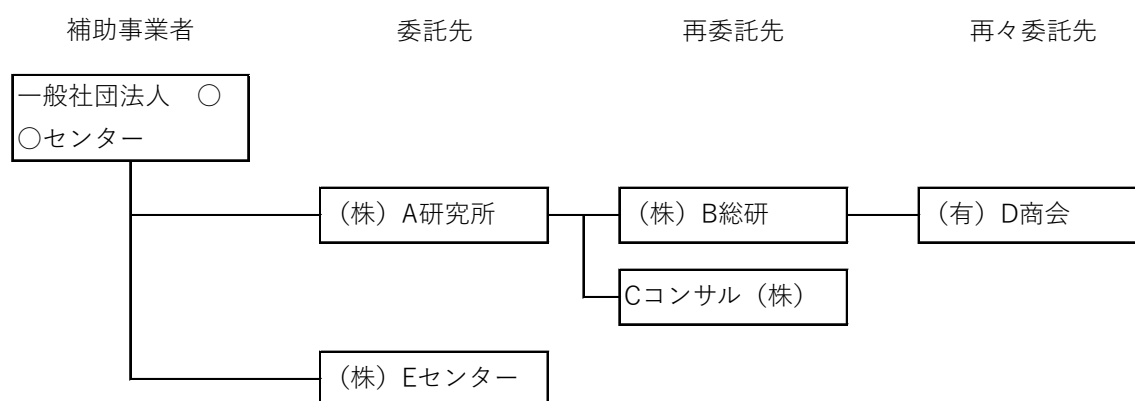 補助事業者 委託先 再委託先 再々委託先
一般社団法人　○
○センター
（株）A研究所 （株）B総研 （有）D商会
Cコンサル（株）
（株）Eセンター